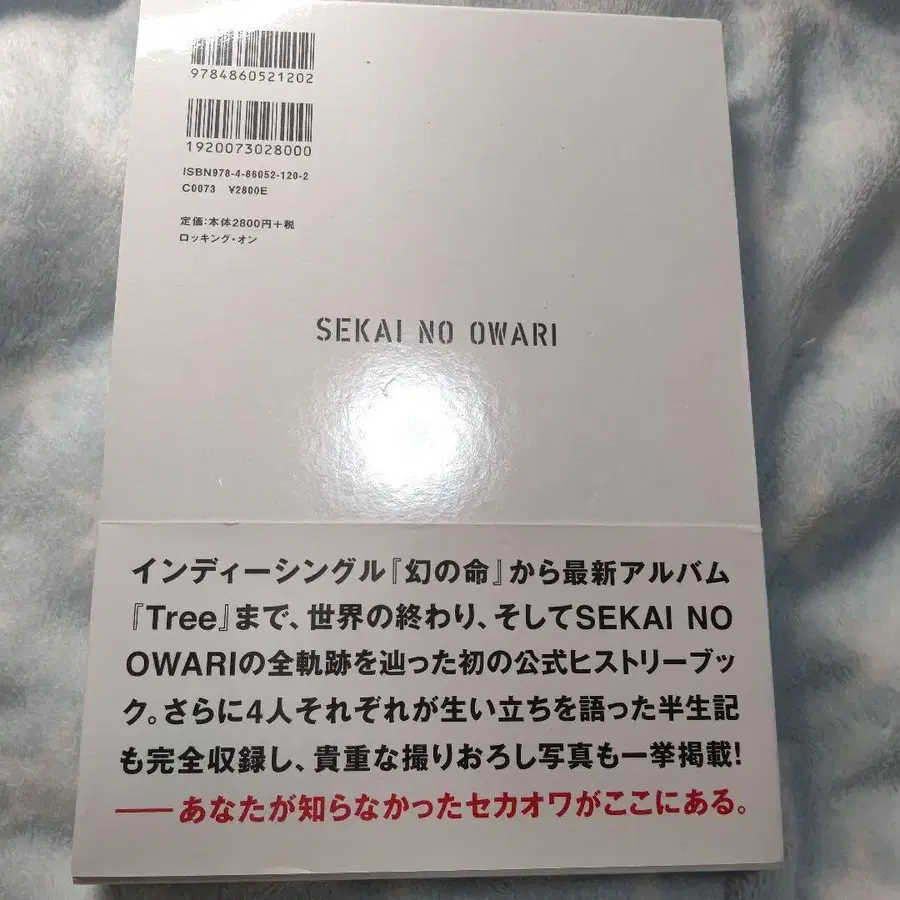 9784860521202
1920073028000
ISBN978-4-86052-120-2
C0073 ¥2800E
定価:本体2800円+税
ロッキング・オン
SEKAI NO OWARI
インディーシングル『幻の命』から最新アルバム
『Tree』まで、世界の終わり、そしてSEKAI NO
OWARIの全軌跡を辿った初の公式ヒストリーブッ
ク。さらに4人それぞれが生い立ちを語った半生記
も完全収録し、貴重な撮りおろし写真も一挙掲載!
――あなたが知らなかったセカオワがここにある。